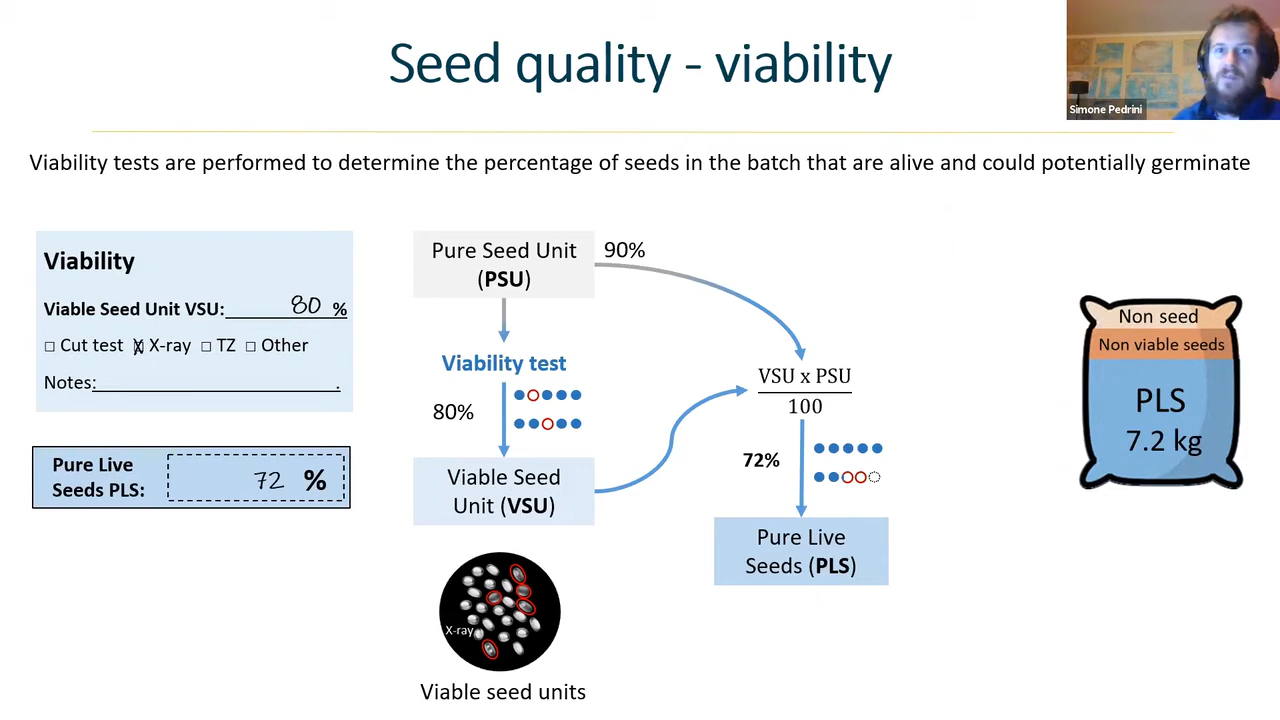 Seed quality - viability
Simone Pedrini
Viability tests are performed to determine the percentage of seeds in the batch that are alive and could potentially germinate
Viability
Viable Seed Unit VSU: 80 %
□ Cut test X X-ray □ TZ □ Other
Notes: .
Pure Live
Seeds PLS:
72 %
Pure Seed Unit
(PSU)
90%
Viability test
80%
Viable Seed
Unit (VSU)
X-ray
Viable seed units
VSU x PSU
100
72%
Pure Live
Seeds (PLS)
Non seed
Non viable seeds
PLS
7.2 kg